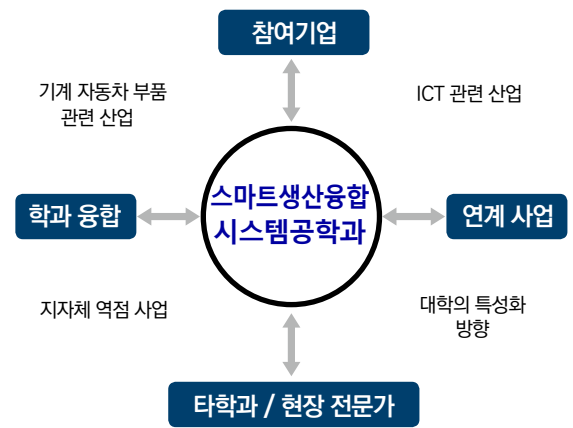 참여기업
기계 자동차 부품
관련 산업
ICT 관련 산업
스마트생산융합
시스템공학과
학과 융합
연계 사업
지자체 역점 사업
대학의 특성화
방향
타학과 / 현장 전문가